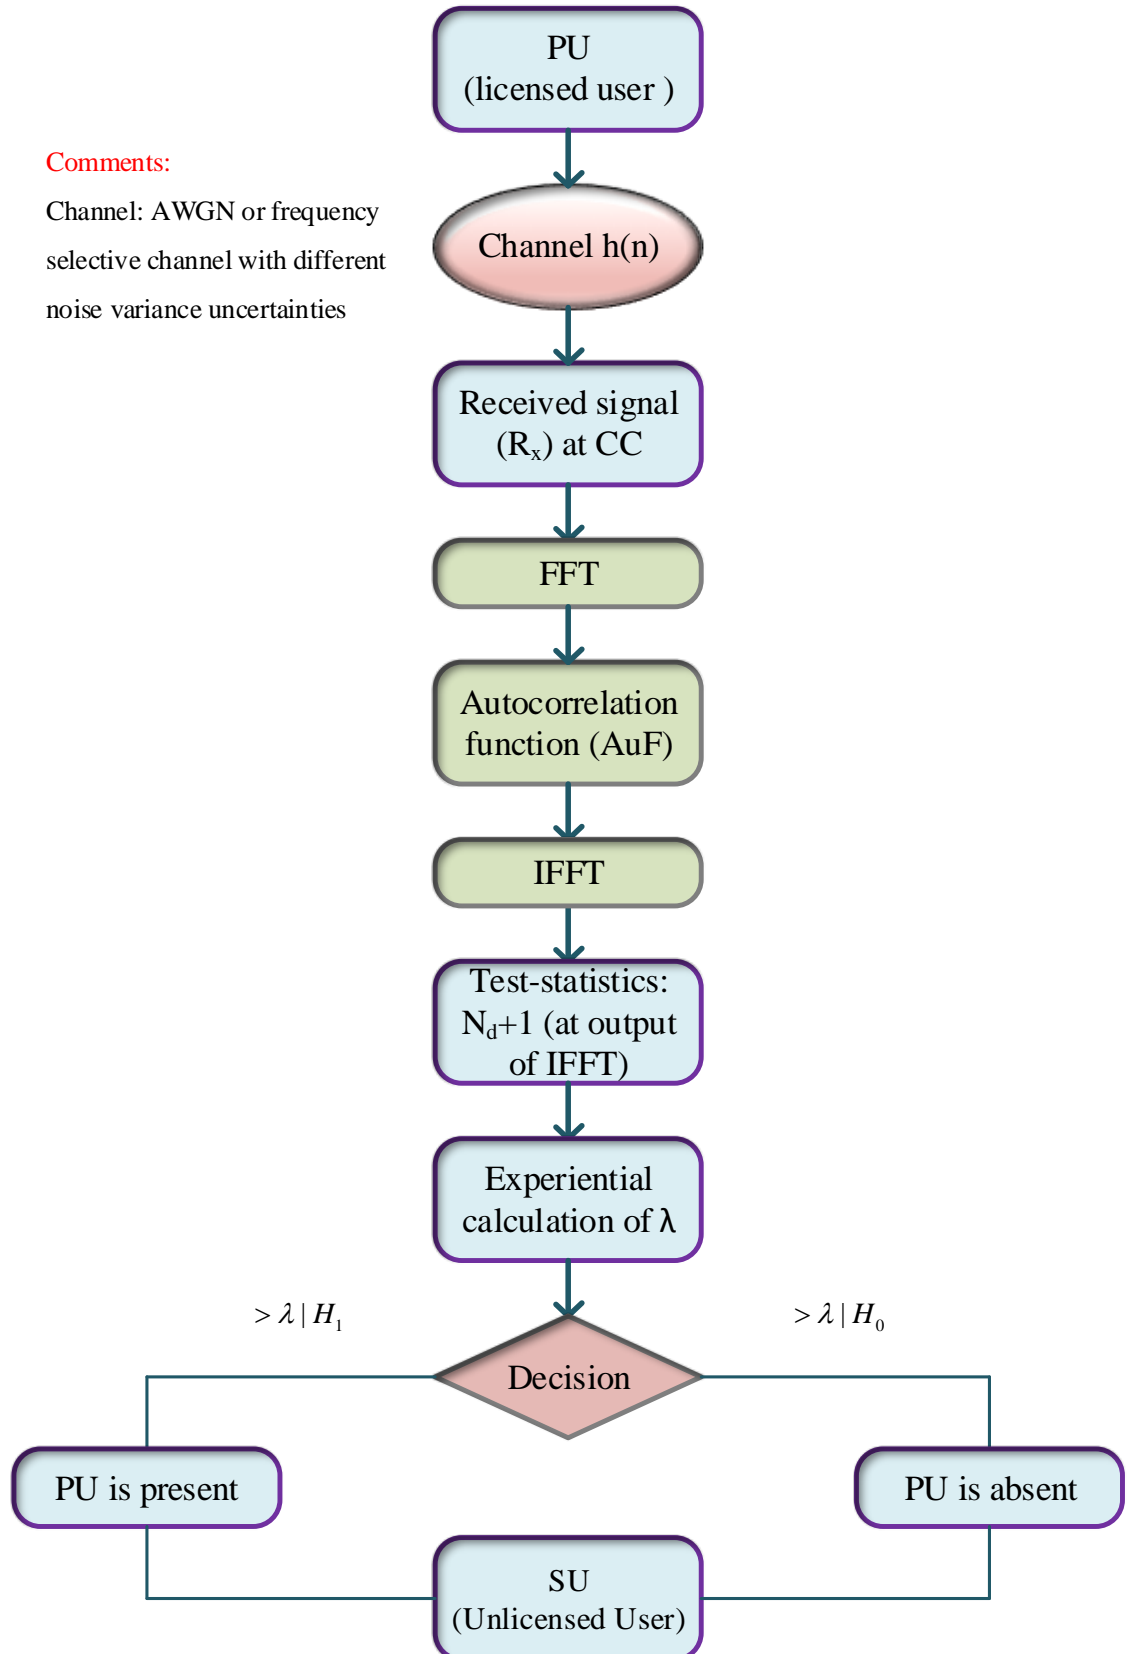 PU
(licensed user )
Comments:
Channel: AWGN or frequency
selective channel with different
noise variance uncertainties
Channel h(n)
Received signal
(Rx) at CC
FFT
Autocorrelation
function (AuF)
IFFT
Test-statistics:
Nd+1 (at output
of IFFT)
Experiential
calculation of λ
> λ | H1
> λ | H0
Decision
PU is present
PU is absent
SU
(Unlicensed User)